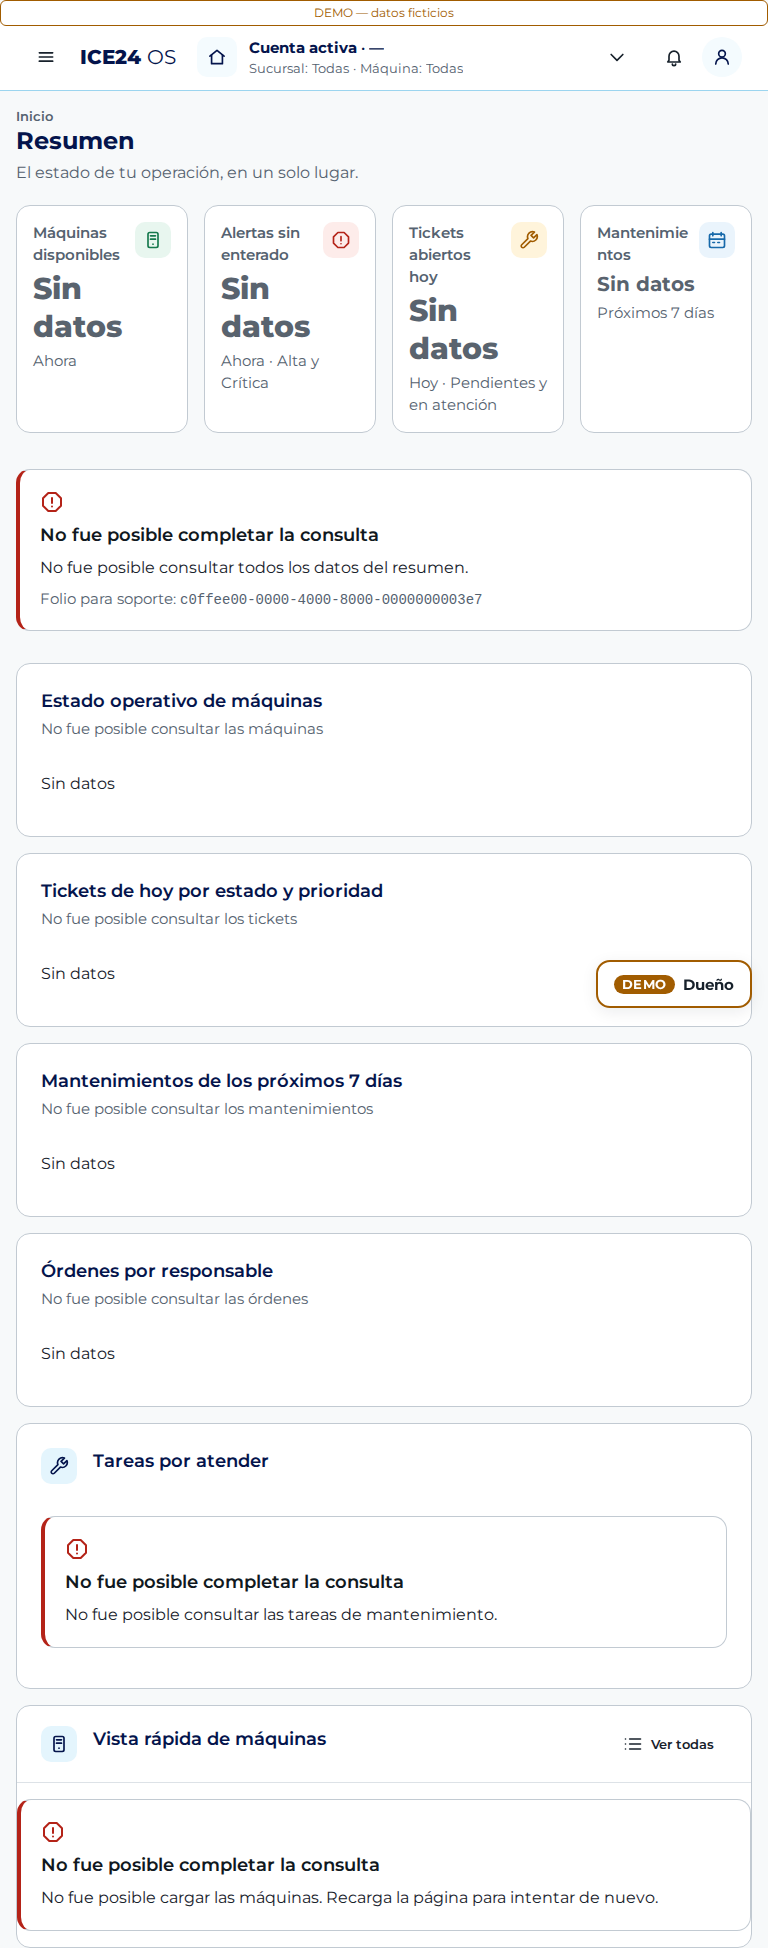 DEMO — datos ficticios
ICE24 OS
Cuenta activa · —
Sucursal: Todas · Máquina: Todas
Inicio
Resumen
El estado de tu operación, en un solo lugar.
Máquinas
disponibles
Sin
datos
Ahora
Alertas sin
enterado
Sin
datos
Ahora · Alta y
Crítica
Tickets
abiertos
hoy
Sin
datos
Hoy · Pendientes y
en atención
Mantenimie
ntos
Sin datos
Próximos 7 días
No fue posible completar la consulta
No fue posible consultar todos los datos del resumen.
Folio para soporte: c0ffee00-0000-4000-8000-0000000003e7
Estado operativo de máquinas
No fue posible consultar las máquinas
Sin datos
Tickets de hoy por estado y prioridad
No fue posible consultar los tickets
Sin datos
DEMO Dueño
Mantenimientos de los próximos 7 días
No fue posible consultar los mantenimientos
Sin datos
Órdenes por responsable
No fue posible consultar las órdenes
Sin datos
Tareas por atender
No fue posible completar la consulta
No fue posible consultar las tareas de mantenimiento.
Vista rápida de máquinas
Ver todas
No fue posible completar la consulta
No fue posible cargar las máquinas. Recarga la página para intentar de nuevo.